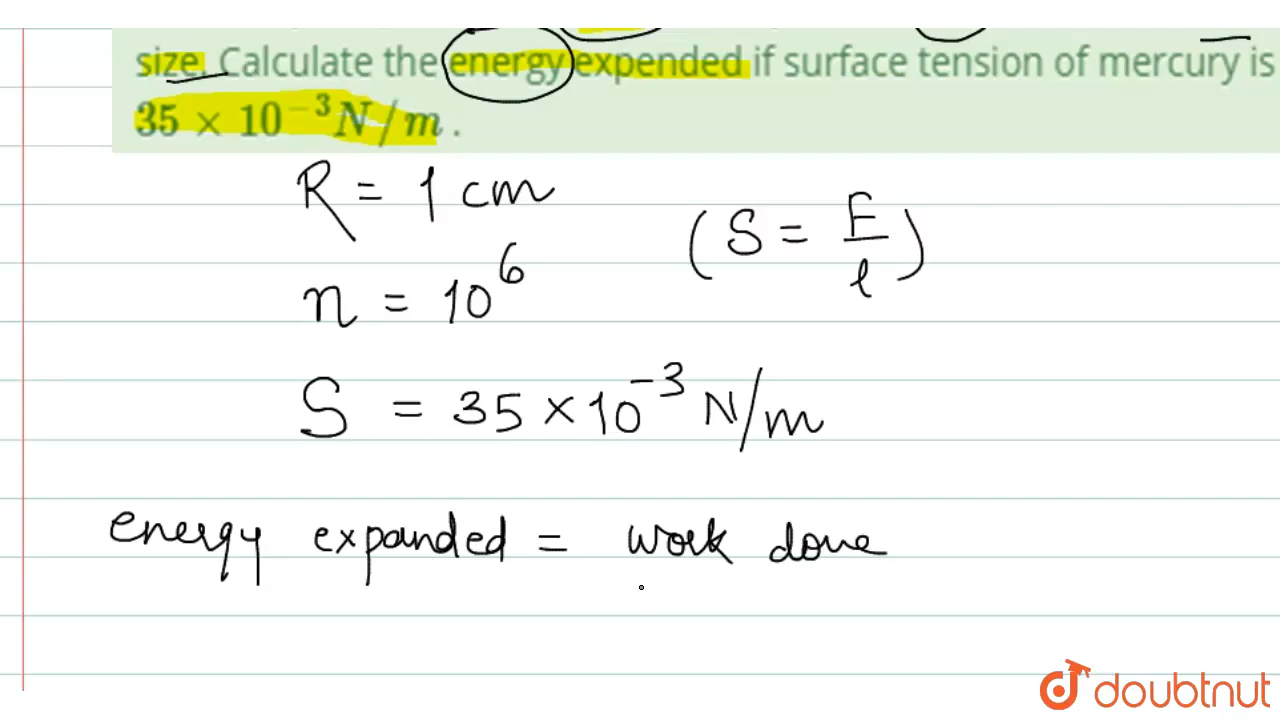 size. Calculate the energy expended if surface tension of mercury is
35 × 10⁻³ N / m .
R = 1 cm
(S = F/l)
n = 10⁶
S = 35 × 10⁻³ N/m
energy expanded = work done
doubtnut